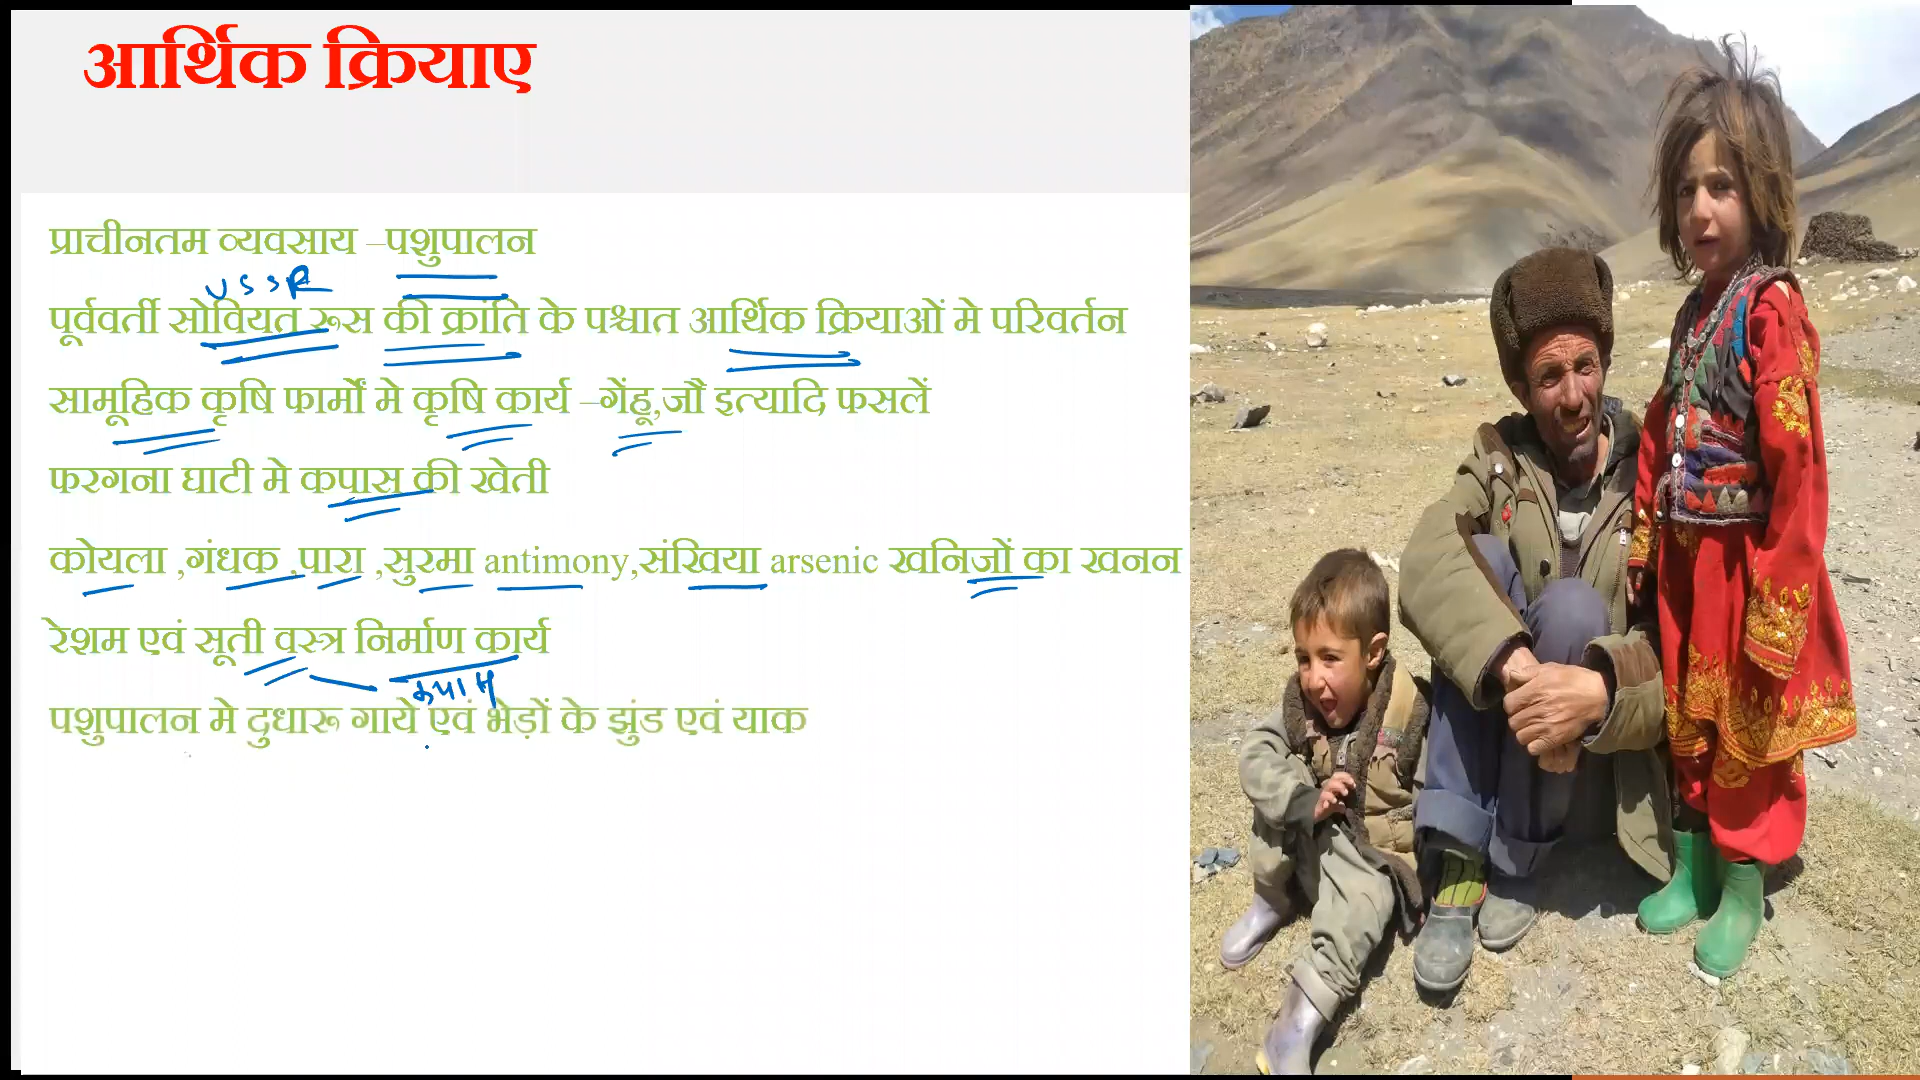 आर्थिक क्रियाए
प्राचीनतम व्यवसाय –पशुपालन
USSR
पूर्ववर्ती सोवियत रूस की क्रांति के पश्चात आर्थिक क्रियाओं मे परिवर्तन
सामूहिक कृषि फार्मों मे कृषि कार्य –गेंहू,जौ इत्यादि फसलें
फरगना घाटी मे कपास की खेती
कोयला ,गंधक ,पारा ,सुरमा antimony,संखिया arsenic खनिजों का खनन
रेशम एवं सूती वस्त्र निर्माण कार्य
कपास
पशुपालन मे दुधारू गाये एवं भेड़ों के झुंड एवं याक